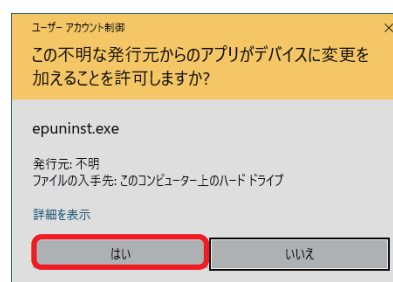 ユーザー アカウント制御
×
この不明な発行元からのアプリがデバイスに変更を
加えることを許可しますか?
epuninst.exe
発行元: 不明
ファイルの入手先: このコンピューター上のハード ドライブ
詳細を表示
はい
いいえ